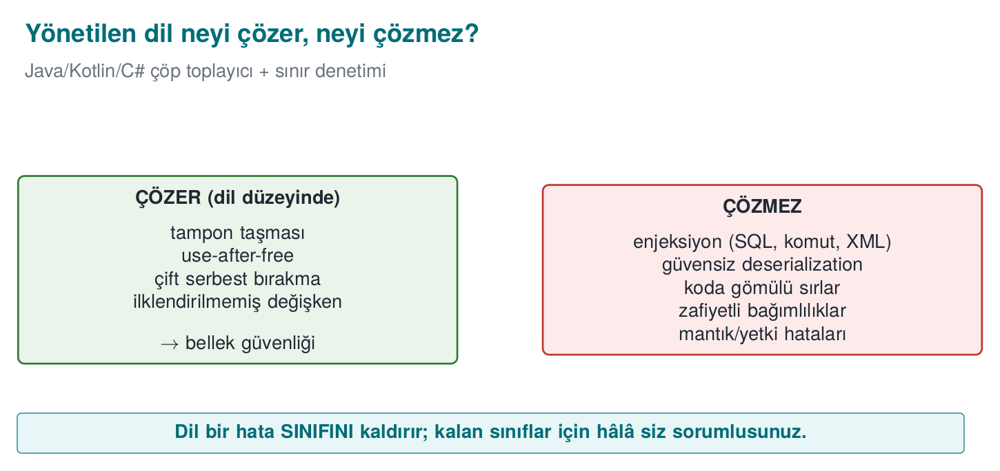 Yönetilen dil neyi çözer, neyi çözmez?
Java/Kotlin/C# çöp toplayıcı + sınır denetimi
ÇÖZER (dil düzeyinde)
tampon taşması
use-after-free
çift serbest bırakma
ilklendirilmemiş değişken
→ bellek güvenliği
ÇÖZMEZ
enjeksiyon (SQL, komut, XML)
güvensiz deserialization
koda gömülü sırlar
zafiyetli bağımlılıklar
mantık/yetki hataları
Dil bir hata SINIFINI kaldırır; kalan sınıflar için hâlâ siz sorumlusunuz.